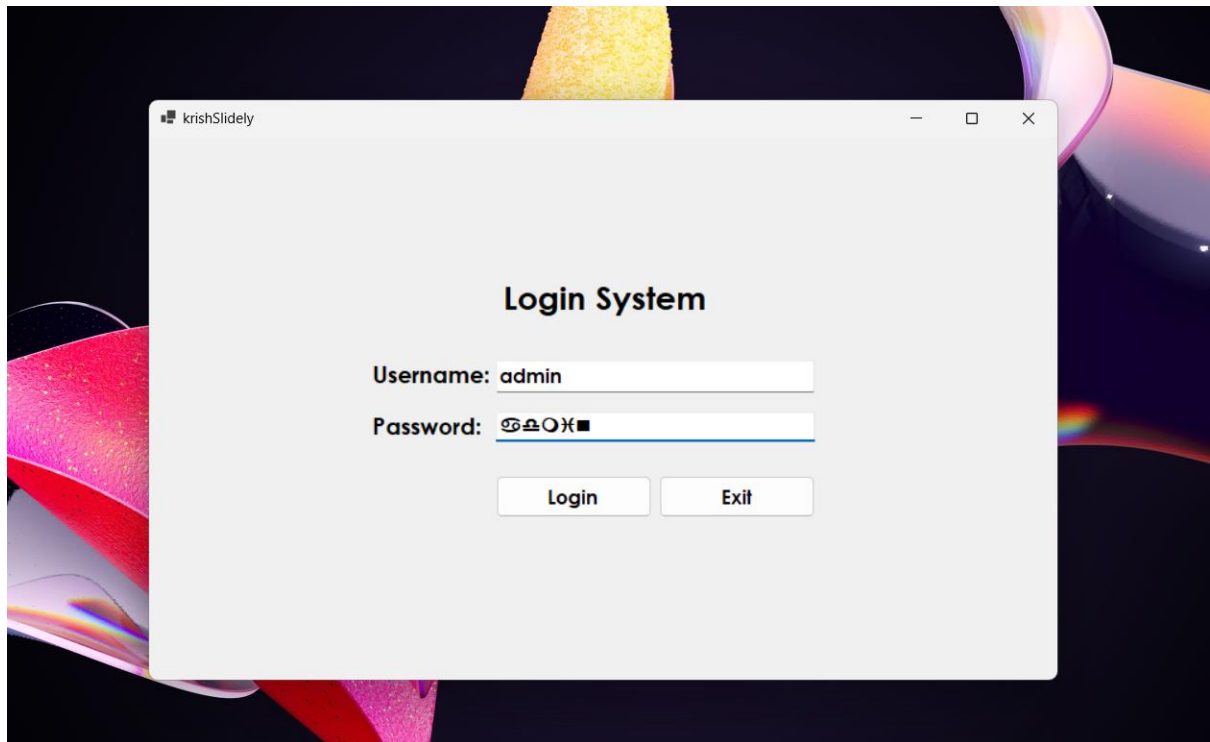 krishSlidely
Login System
Username: admin
Password: ♋♎❍♓■
Login Exit